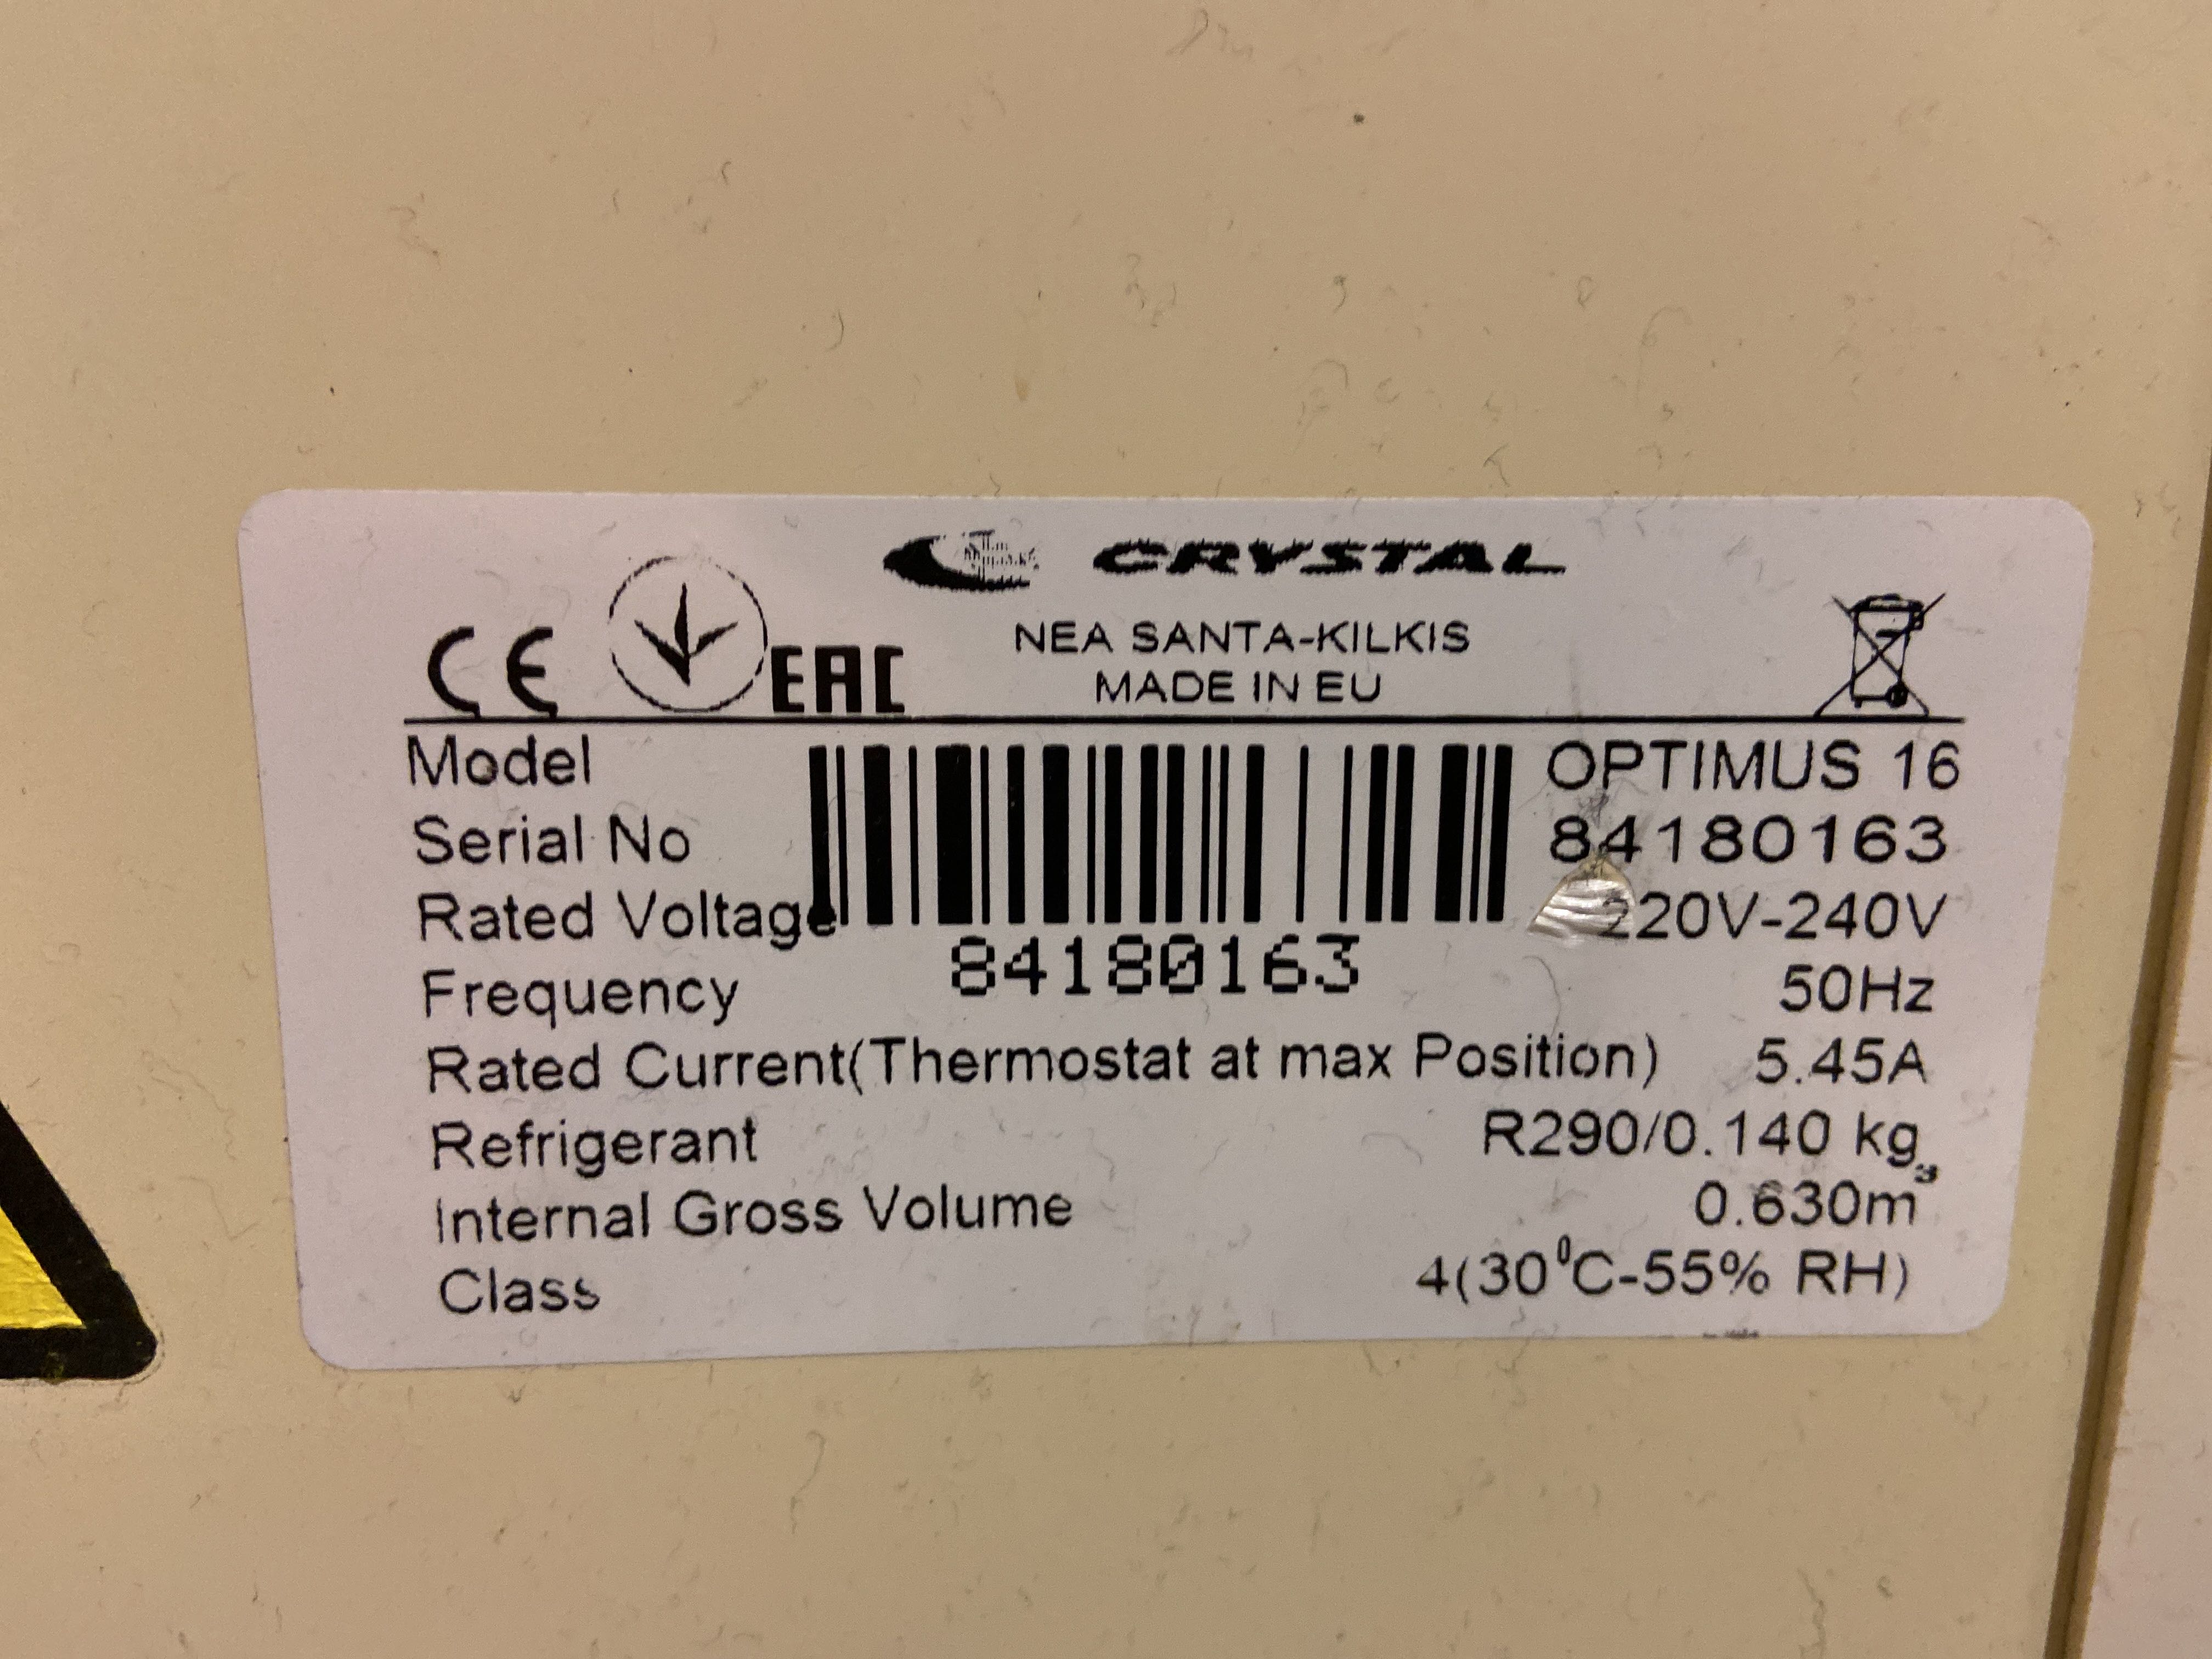 CRYSTAL
NEA SANTA-KILKIS
MADE IN EU
CE EAC
Model OPTIMUS 16
Serial No 84180163
Rated Voltage 220V-240V
84180163
Frequency 50Hz
Rated Current(Thermostat at max Position) 5.45A
Refrigerant R290/0.140 kg
Internal Gross Volume 0.630m³
Class 4(30⁰C-55% RH)